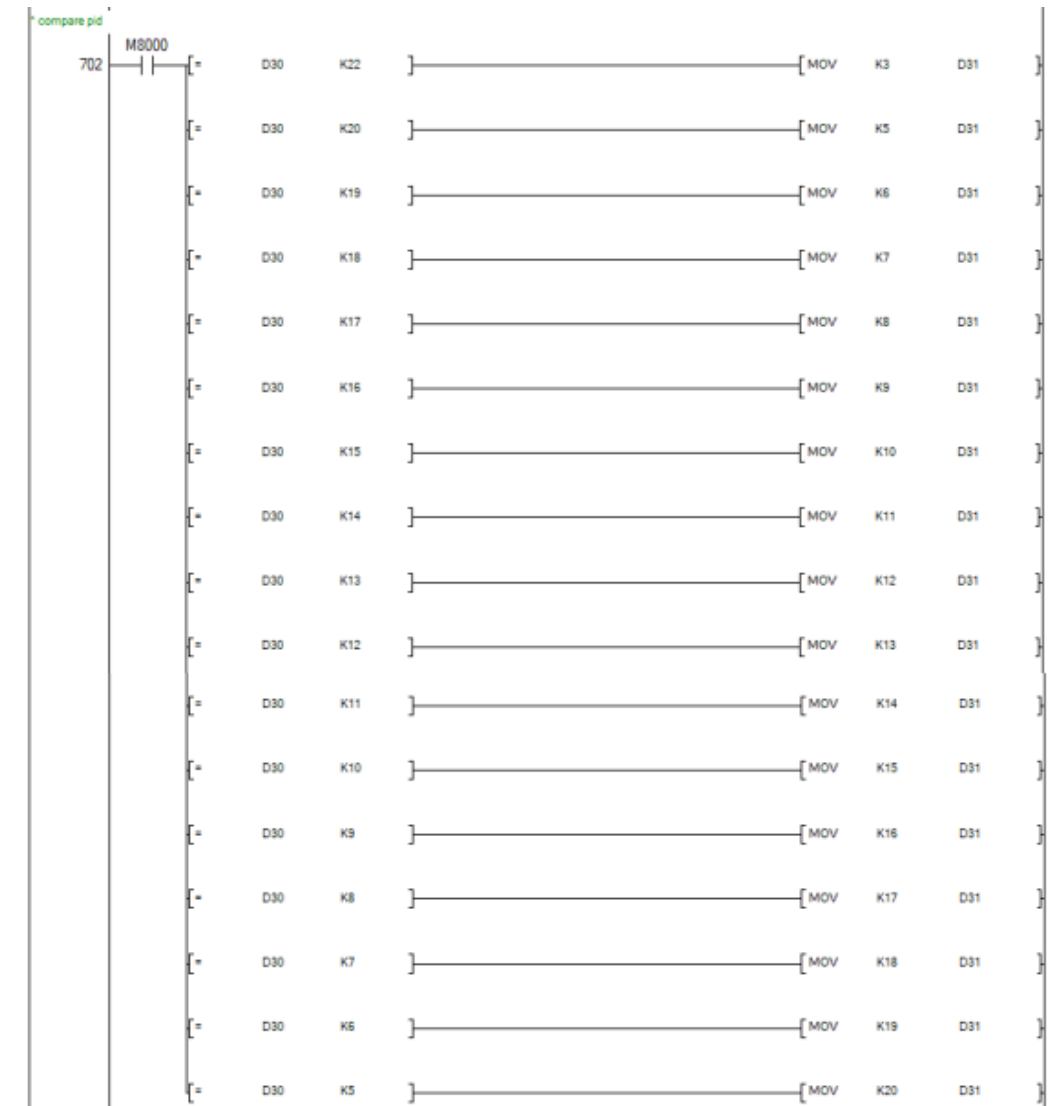 * compare pid
M8000
702 [= D30 K22 ] [MOV K3 D31 ]
[= D30 K20 ] [MOV K5 D31 ]
[= D30 K19 ] [MOV K6 D31 ]
[= D30 K18 ] [MOV K7 D31 ]
[= D30 K17 ] [MOV K8 D31 ]
[= D30 K16 ] [MOV K9 D31 ]
[= D30 K15 ] [MOV K10 D31 ]
[= D30 K14 ] [MOV K11 D31 ]
[= D30 K13 ] [MOV K12 D31 ]
[= D30 K12 ] [MOV K13 D31 ]
[= D30 K11 ] [MOV K14 D31 ]
[= D30 K10 ] [MOV K15 D31 ]
[= D30 K9 ] [MOV K16 D31 ]
[= D30 K8 ] [MOV K17 D31 ]
[= D30 K7 ] [MOV K18 D31 ]
[= D30 K6 ] [MOV K19 D31 ]
[= D30 K5 ] [MOV K20 D31 ]